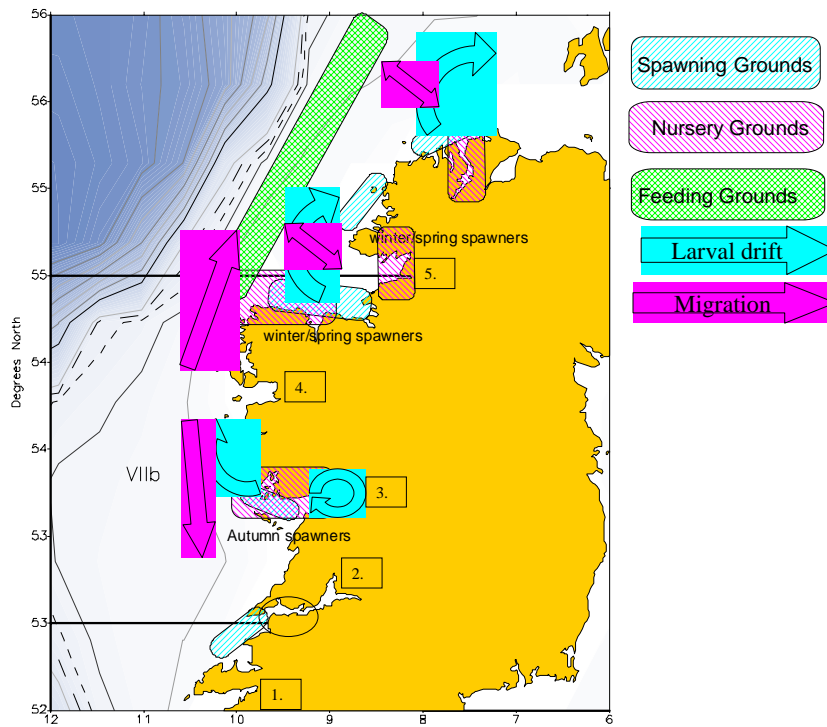 56
56
55
55
54
54
53
53
52
Degrees North
12
11
10
9
8
7
6
winter/spring spawners
5.
winter/spring spawners
4.
VIIb
3.
Autumn spawners
2.
1.
Spawning Grounds
Nursery Grounds
Feeding Grounds
Larval drift
Migration